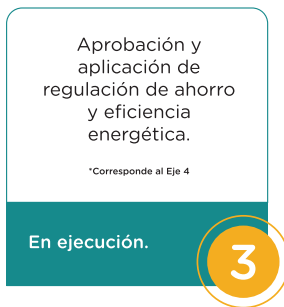 Aprobación y
aplicación de
regulación de ahorro
y eficiencia
energética.
*Corresponde al Eje 4
En ejecución.
3